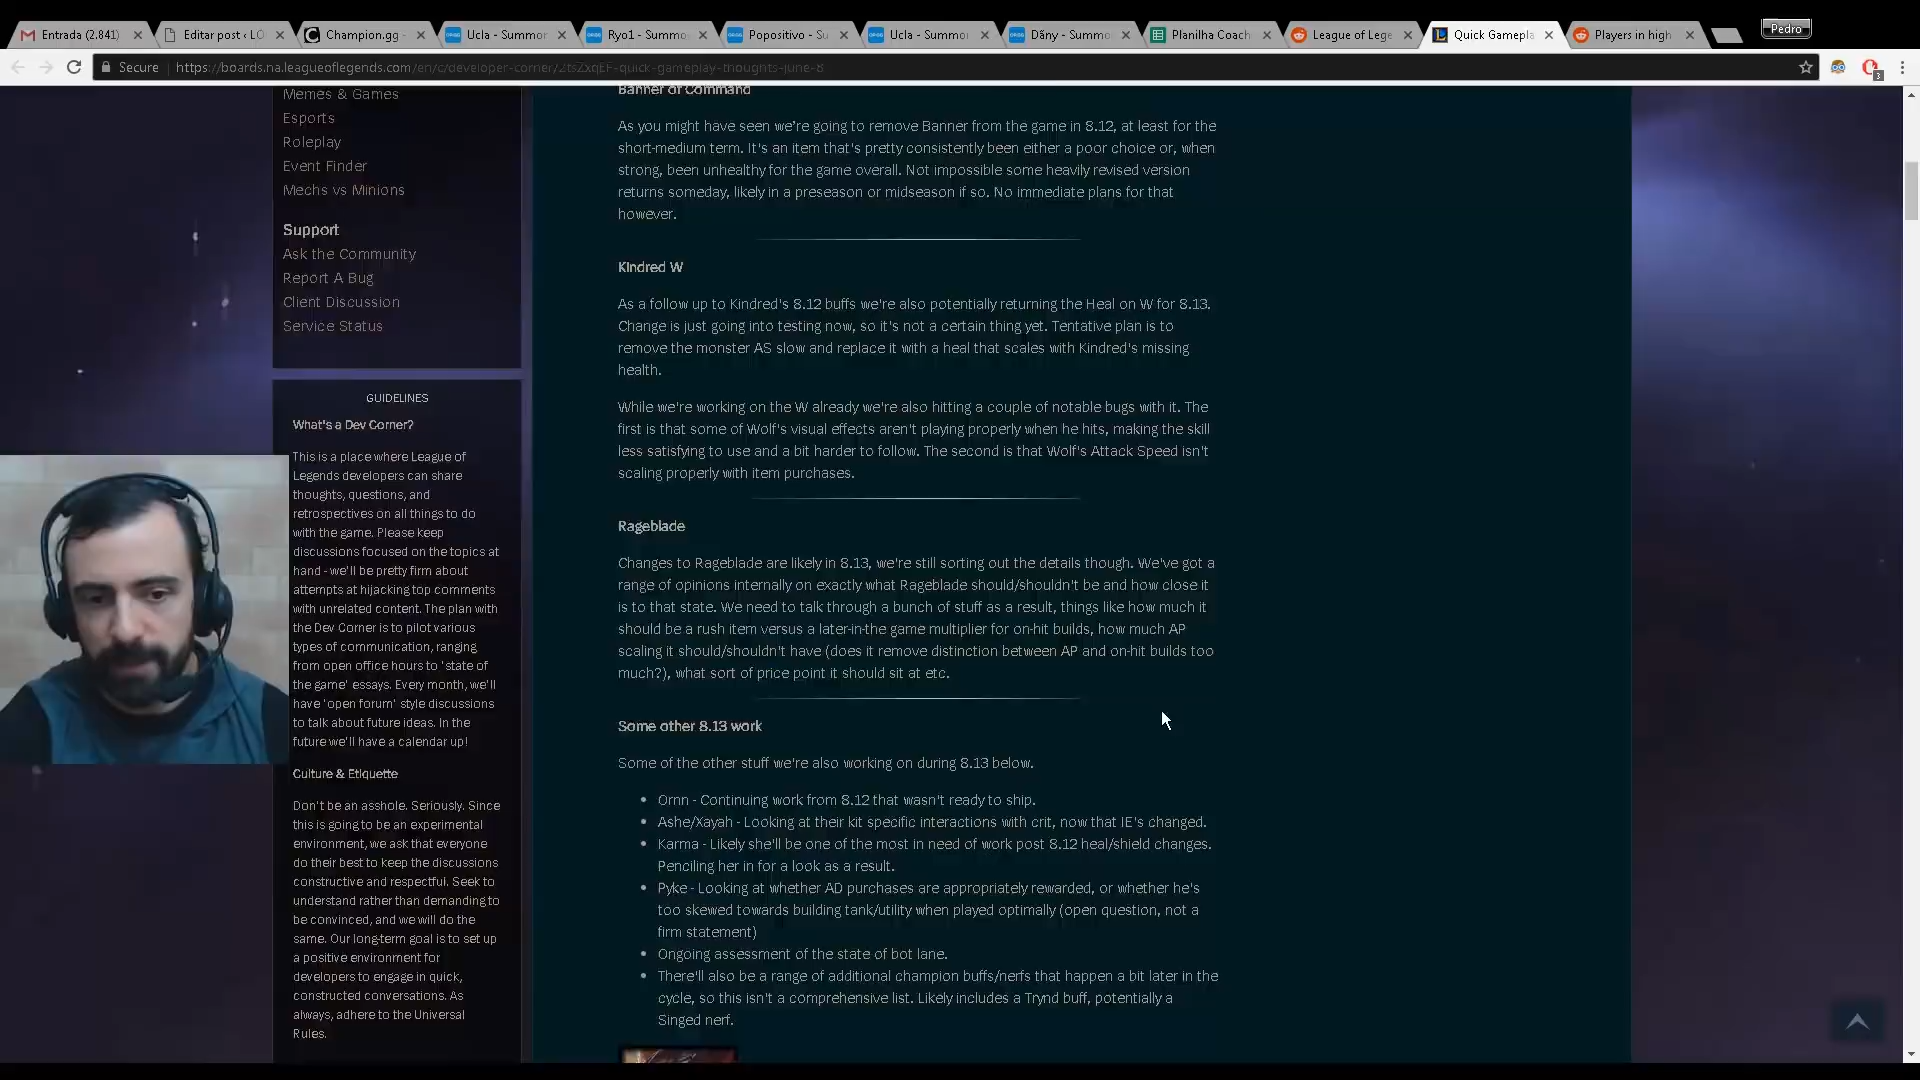 Entrada (2.841)
Editar post ‹ LO
Champion.gg -
Ucla - Summor
Ryo1 - Summo
Popositivo - Su
Ucla - Summor
Dãny - Summo
Planilha Coach
League of Lege
Quick Gamepla
Players in high
Pedro
Secure
https://boards.na.leagueoflegends.com/en/c/developer-corner/2tsZxqEF-quick-gameplay-thoughts-june-8
3
Memes & Games
Esports
Roleplay
Event Finder
Mechs vs Minions
Support
Ask the Community
Report A Bug
Client Discussion
Service Status
GUIDELINES
What's a Dev Corner?
This is a place where League of
Legends developers can share
thoughts, questions, and
retrospectives on all things to do
with the game. Please keep
discussions focused on the topics at
hand - we'll be pretty firm about
attempts at hijacking top comments
with unrelated content. The plan with
the Dev Corner is to pilot various
types of communication, ranging
from open office hours to 'state of
the game' essays. Every month, we'll
have 'open forum' style discussions
to talk about future ideas. In the
future we'll have a calendar up!
Culture & Etiquette
Don't be an asshole. Seriously. Since
this is going to be an experimental
environment, we ask that everyone
do their best to keep the discussions
constructive and respectful. Seek to
understand rather than demanding to
be convinced, and we will do the
same. Our long-term goal is to set up
a positive environment for
developers to engage in quick,
constructed conversations. As
always, adhere to the Universal
Rules.
Banner of Command
As you might have seen we're going to remove Banner from the game in 8.12, at least for the
short-medium term. It's an item that's pretty consistently been either a poor choice or, when
strong, been unhealthy for the game overall. Not impossible some heavily revised version
returns someday, likely in a preseason or midseason if so. No immediate plans for that
however.
Kindred W
As a follow up to Kindred's 8.12 buffs we're also potentially returning the Heal on W for 8.13.
Change is just going into testing now, so it's not a certain thing yet. Tentative plan is to
remove the monster AS slow and replace it with a heal that scales with Kindred's missing
health.
While we're working on the W already we're also hitting a couple of notable bugs with it. The
first is that some of Wolf's visual effects aren't playing properly when he hits, making the skill
less satisfying to use and a bit harder to follow. The second is that Wolf's Attack Speed isn't
scaling properly with item purchases.
Rageblade
Changes to Rageblade are likely in 8.13, we're still sorting out the details though. We've got a
range of opinions internally on exactly what Rageblade should/shouldn't be and how close it
is to that state. We need to talk through a bunch of stuff as a result, things like how much it
should be a rush item versus a later-in-the game multiplier for on-hit builds, how much AP
scaling it should/shouldn't have (does it remove distinction between AP and on-hit builds too
much?), what sort of price point it should sit at etc.
Some other 8.13 work
Some of the other stuff we're also working on during 8.13 below.
• Ornn - Continuing work from 8.12 that wasn't ready to ship.
• Ashe/Xayah - Looking at their kit specific interactions with crit, now that IE's changed.
• Karma - Likely she'll be one of the most in need of work post 8.12 heal/shield changes.
Penciling her in for a look as a result.
• Pyke - Looking at whether AD purchases are appropriately rewarded, or whether he's
too skewed towards building tank/utility when played optimally (open question, not a
firm statement)
• Ongoing assessment of the state of bot lane.
• There'll also be a range of additional champion buffs/nerfs that happen a bit later in the
cycle, so this isn't a comprehensive list. Likely includes a Trynd buff, potentially a
Singed nerf.